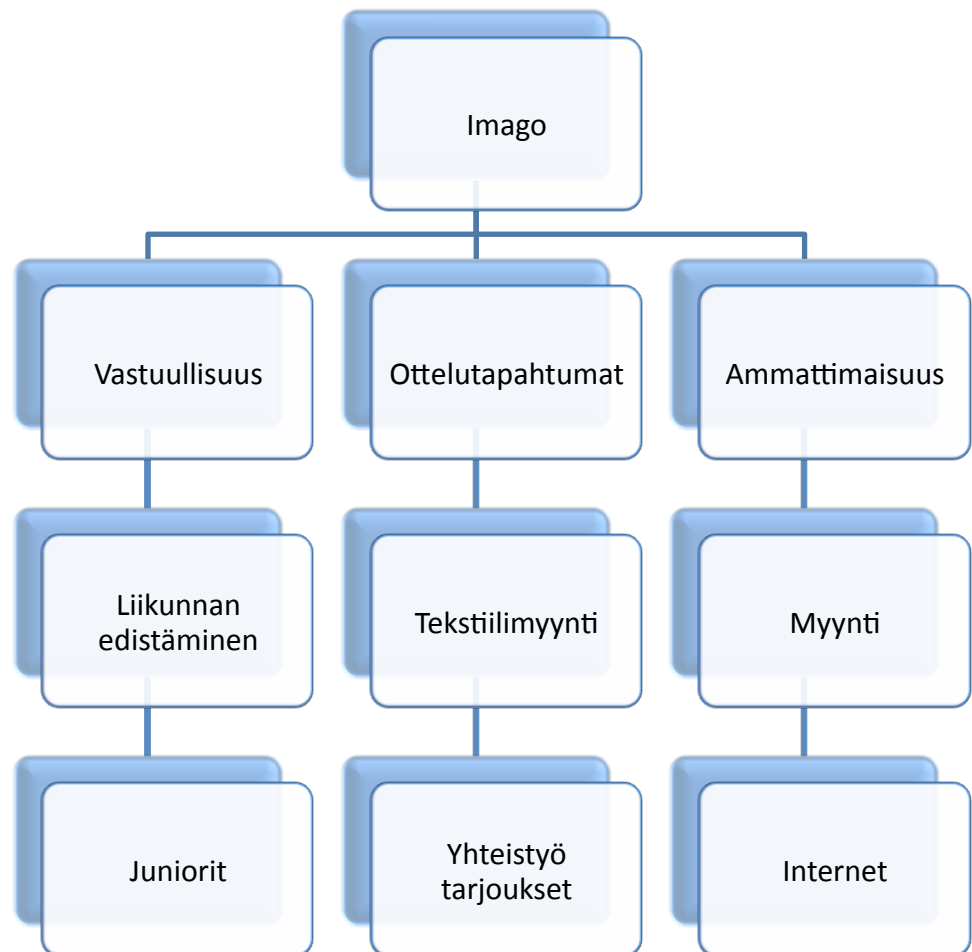 Imago
Vastuullisuus
Ottelutapahtumat
Ammattimaisuus
Liikunnan
edistäminen
Tekstiilimyynti
Myynti
Juniorit
Yhteistyö
tarjoukset
Internet